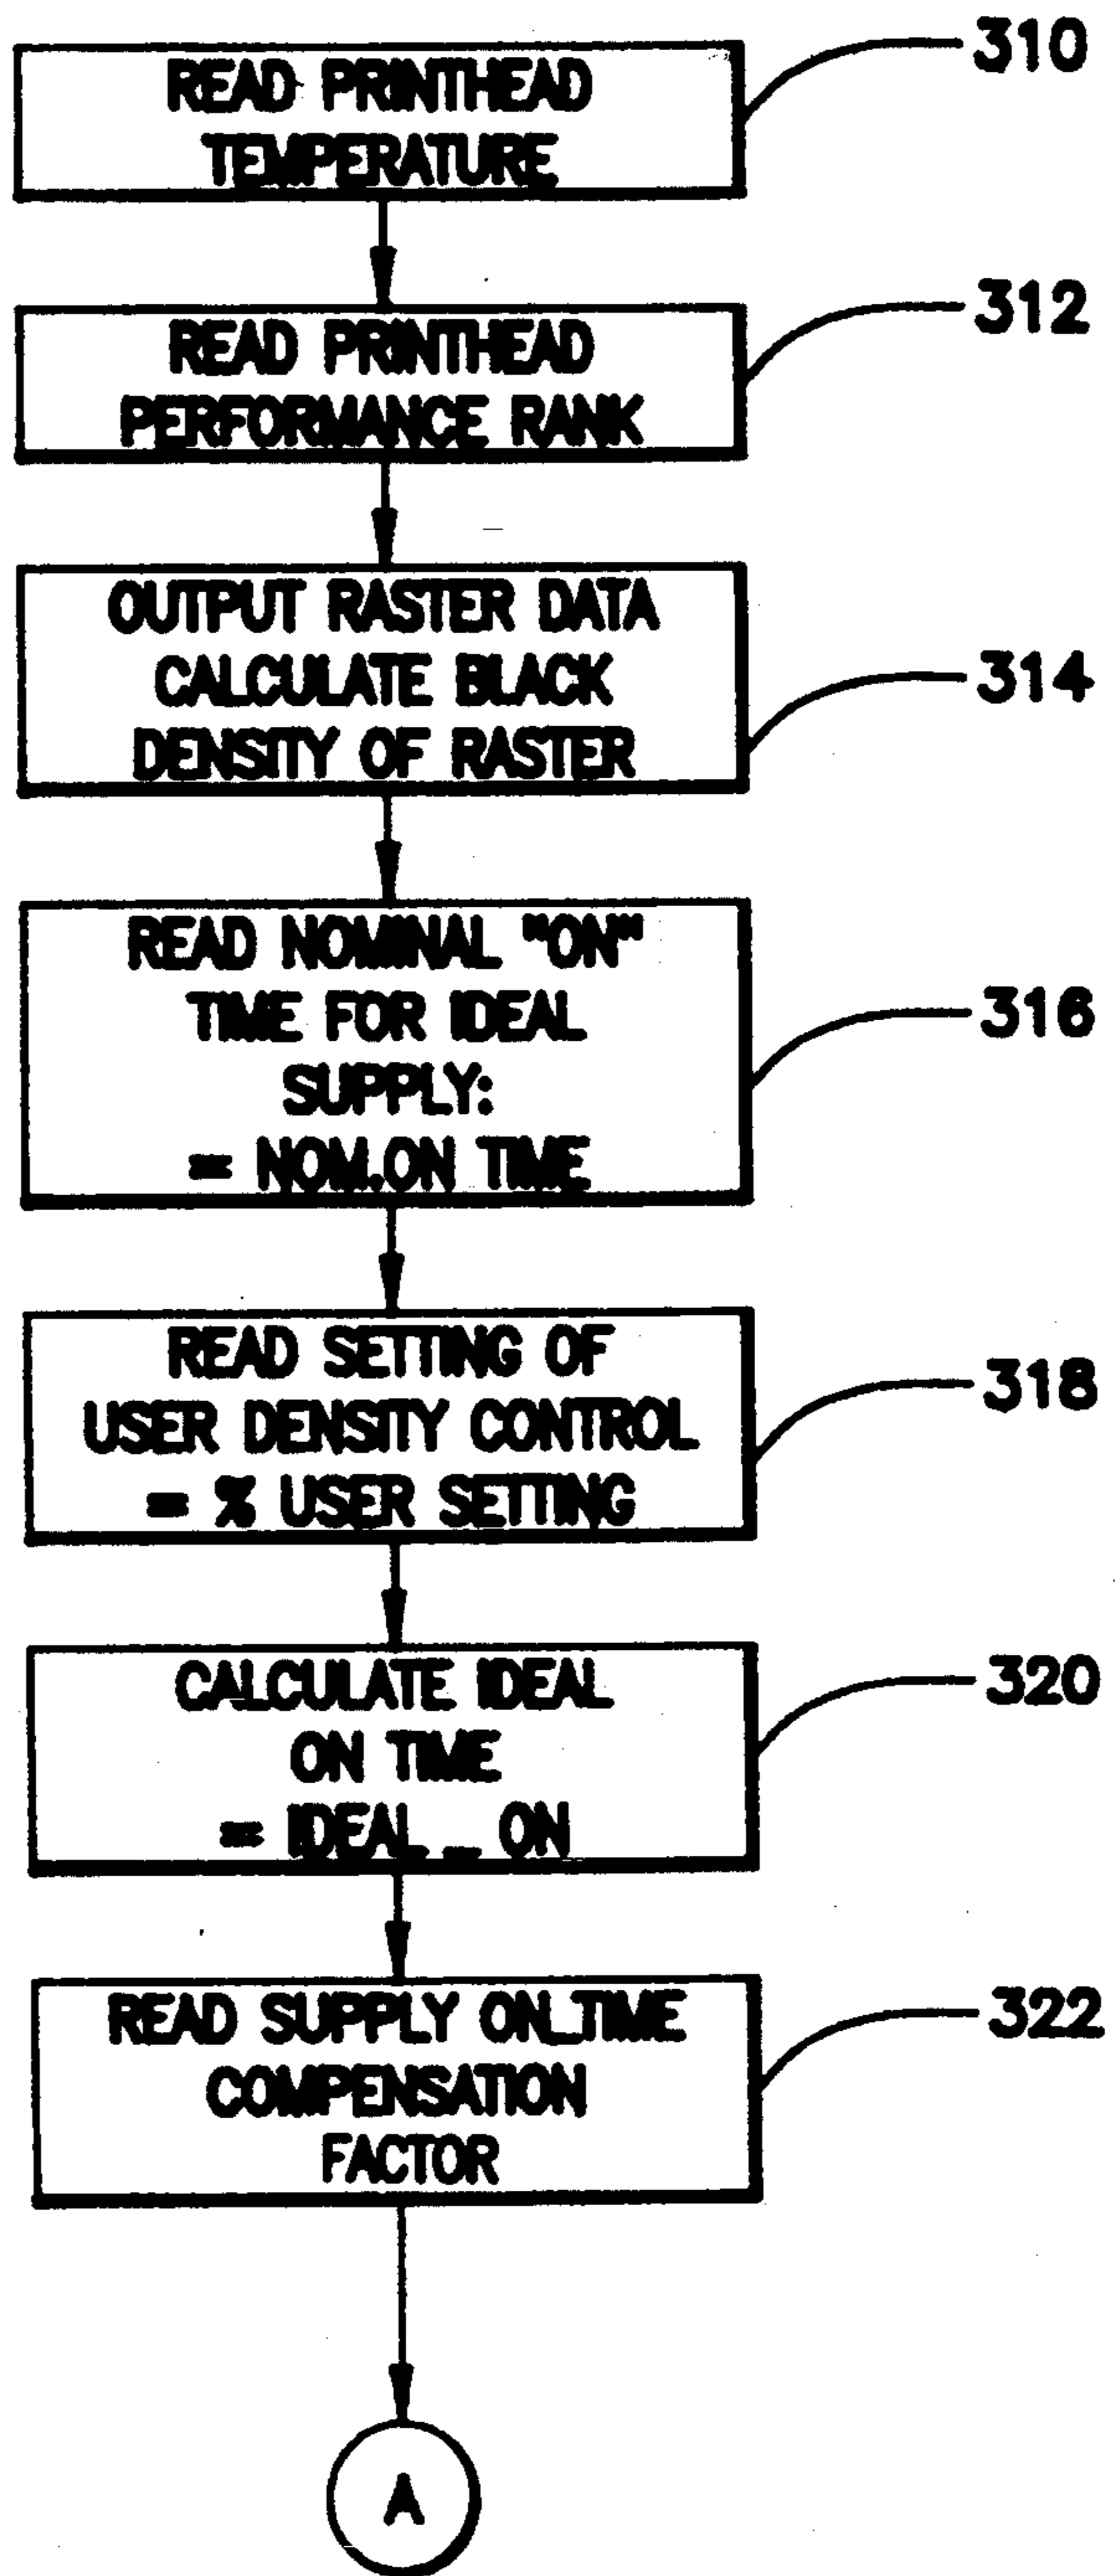 READ PRINTHEAD
TEMPERATURE
310
READ PRINTHEAD
PERFORMANCE RANK
312
OUTPUT RASTER DATA
CALCULATE BLACK
DENSITY OF RASTER
314
READ NOMINAL "ON"
TIME FOR IDEAL
SUPPLY:
= NOM.ON TIME
316
READ SETTING OF
USER DENSITY CONTROL
= % USER SETTING
318
CALCULATE IDEAL
ON TIME
= IDEAL _ ON
320
READ SUPPLY ON_TIME
COMPENSATION
FACTOR
322
A